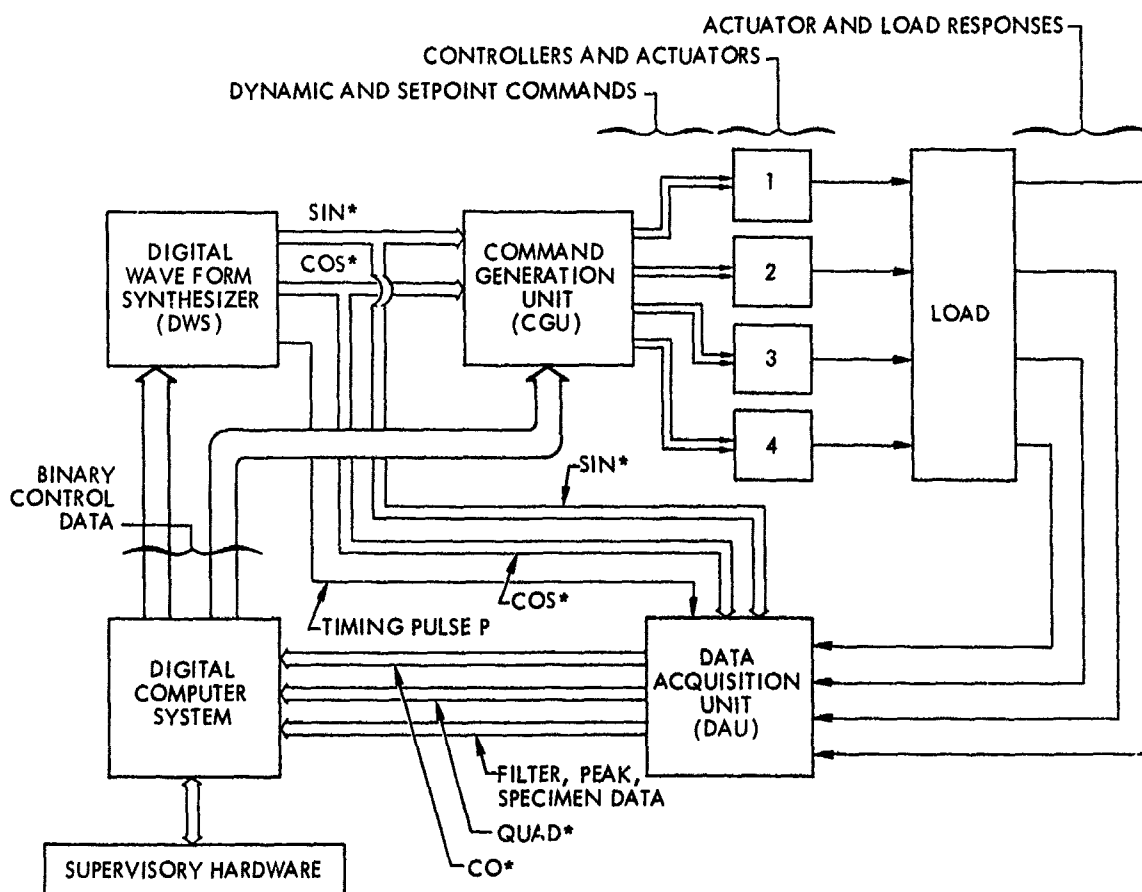 ACTUATOR AND LOAD RESPONSES
CONTROLLERS AND ACTUATORS
DYNAMIC AND SETPOINT COMMANDS
1
SIN*
DIGITAL
WAVE FORM
SYNTHESIZER
(DWS)
COS*
COMMAND
GENERATION
UNIT
(CGU)
2
LOAD
3
4
BINARY
CONTROL
DATA
SIN*
COS*
TIMING PULSE P
DIGITAL
COMPUTER
SYSTEM
DATA
ACQUISITION
UNIT
(DAU)
FILTER, PEAK,
SPECIMEN DATA
QUAD*
CO*
SUPERVISORY HARDWARE